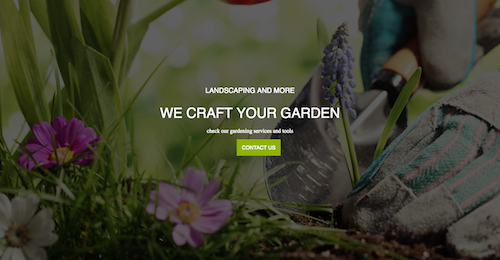 LANDSCAPING AND MORE
WE CRAFT YOUR GARDEN
check our gardening services and tools
CONTACT US